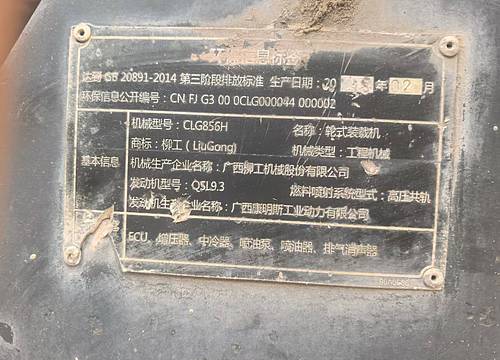 环保信息标签
达到 GB 20891-2014 第三阶段排放标准 生产日期：20 年02月
环保信息公开编号：CN FJ G3 00 0CLG000044 000002
机械型号：CLG856H 名称：轮式装载机
商标：柳工（LiuGong） 机械类型：工程机械
基本信息
机械生产企业名称：广西柳工机械股份有限公司
发动机型号：QSL9.3 燃料喷射系统型式：高压共轨
发动机生产企业名称：广西康明斯工业动力有限公司
ECU、增压器、中冷器、喷油泵、喷油器、排气消声器